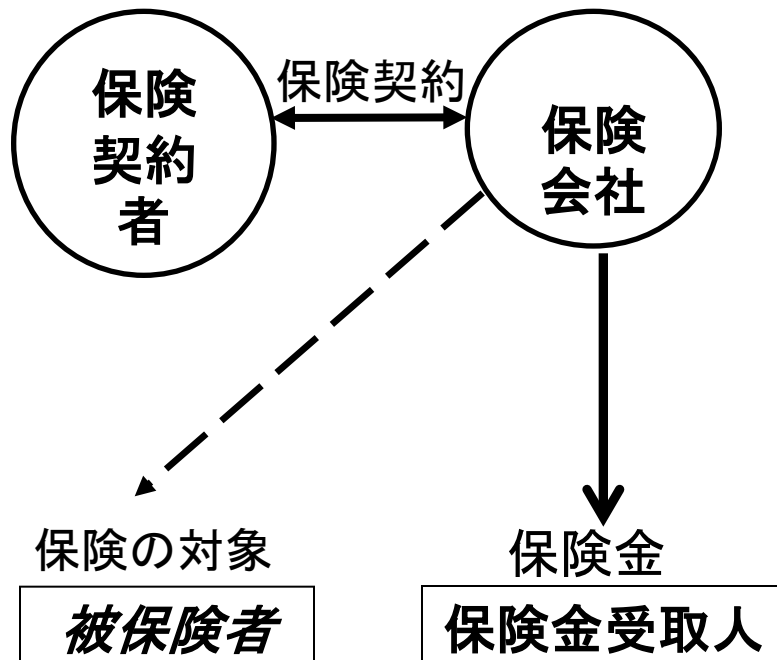 保険
契約
者
保険契約
保険
会社
保険の対象
被保険者
保険金
保険金受取人